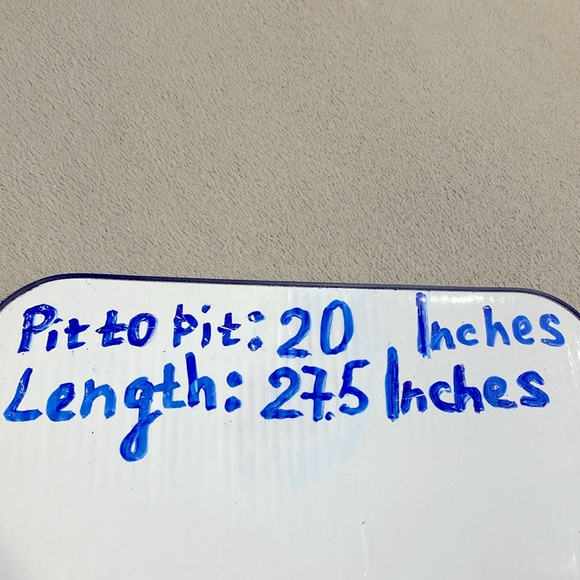 Pit to pit: 20 Inches
Length: 27.5 Inches